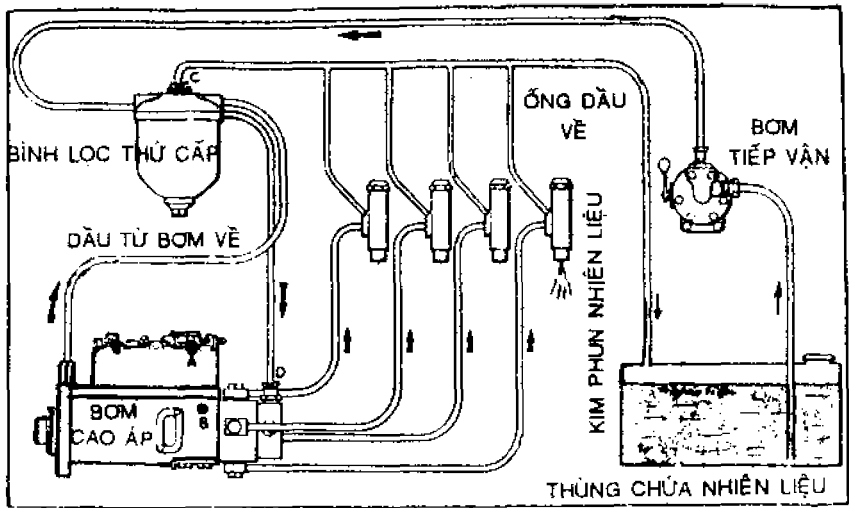 C
ỐNG DẦU
VỀ
BƠM
TIẾP VẬN
BÌNH LỌC THỨ CẤP
DẦU TỪ BƠM VỀ
KIM PHUN NHIÊN LIỆU
A
D
BƠM
CAO ÁP
B
THÙNG CHỨA NHIÊN LIỆU